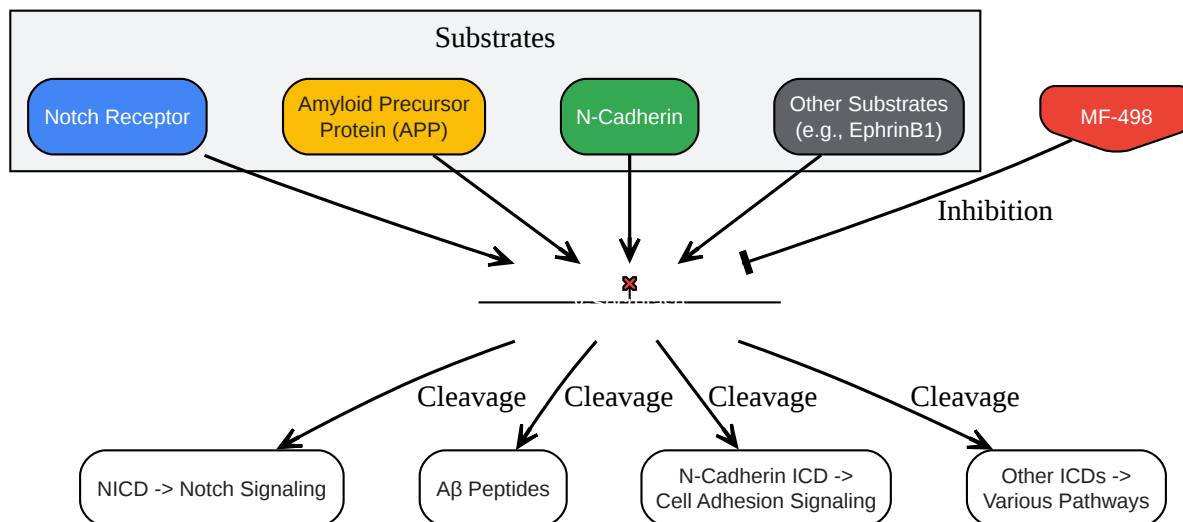 Substrates
Notch Receptor
Amyloid Precursor
Protein (APP)
N-Cadherin
Other Substrates
(e.g., EphrinB1)
MF-498
Inhibition
Cleavage
Cleavage
Cleavage
Cleavage
NICD -> Notch Signaling
Aβ Peptides
N-Cadherin ICD ->
Cell Adhesion Signaling
Other ICDs ->
Various Pathways